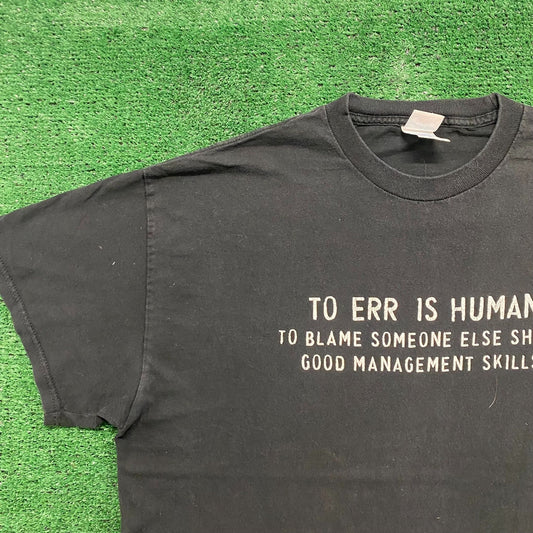 TO ERR IS HUMAN
TO BLAME SOMEONE ELSE SH
GOOD MANAGEMENT SKILLS